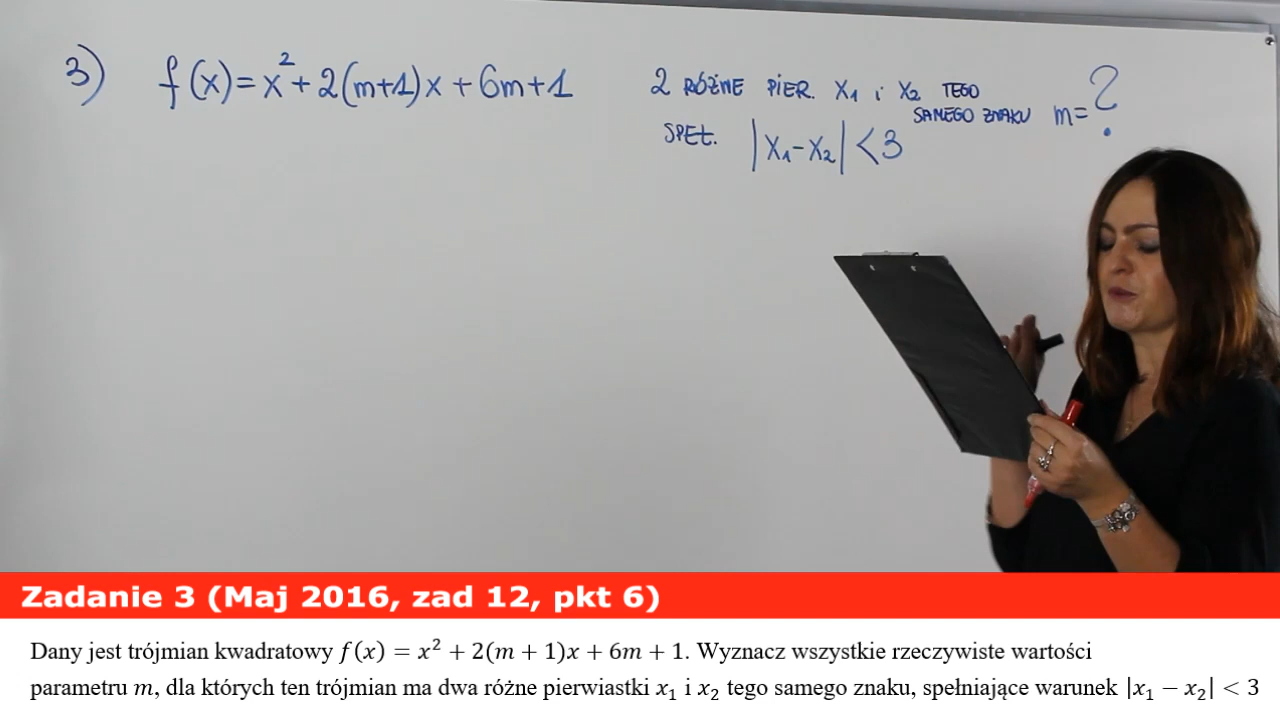 3) f(x)=x²+2(m+1)x+6m+1 2 RÓŻNE PIER. x₁ i x₂ TEGO
SAMEGO ZNAKU m=?
SPEŁ. |x₁-x₂|<3
Zadanie 3 (Maj 2016, zad 12, pkt 6)
Dany jest trójmian kwadratowy f(x) = x² + 2(m + 1)x + 6m + 1. Wyznacz wszystkie rzeczywiste wartości
parametru m, dla których ten trójmian ma dwa różne pierwiastki x₁ i x₂ tego samego znaku, spełniające warunek |x₁ − x₂| < 3